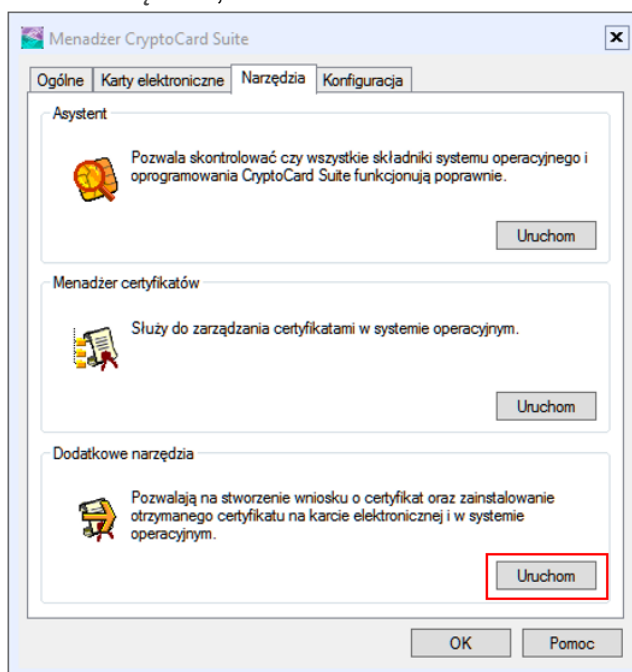 Menadżer CryptoCard Suite
Ogólne Karty elektroniczne Narzędzia Konfiguracja
Asystent
Pozwala skontrolować czy wszystkie składniki systemu operacyjnego i
oprogramowania CryptoCard Suite funkcjonują poprawnie.
Uruchom
Menadżer certyfikatów
Służy do zarządzania certyfikatami w systemie operacyjnym.
Uruchom
Dodatkowe narzędzia
Pozwalają na stworzenie wniosku o certyfikat oraz zainstalowanie
otrzymanego certyfikatu na karcie elektronicznej i w systemie
operacyjnym.
Uruchom
OK Pomoc